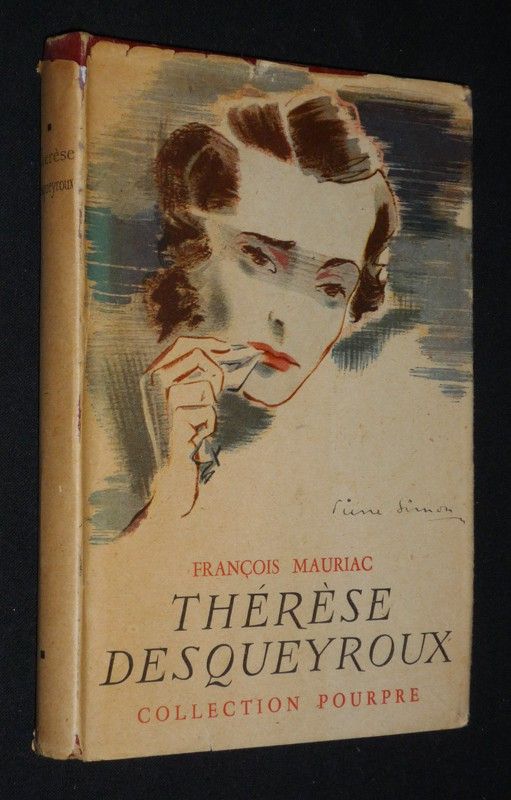 Pierre Simon
FRANÇOIS MAURIAC
THÉRÈSE
DESQUEYROUX
COLLECTION POURPRE